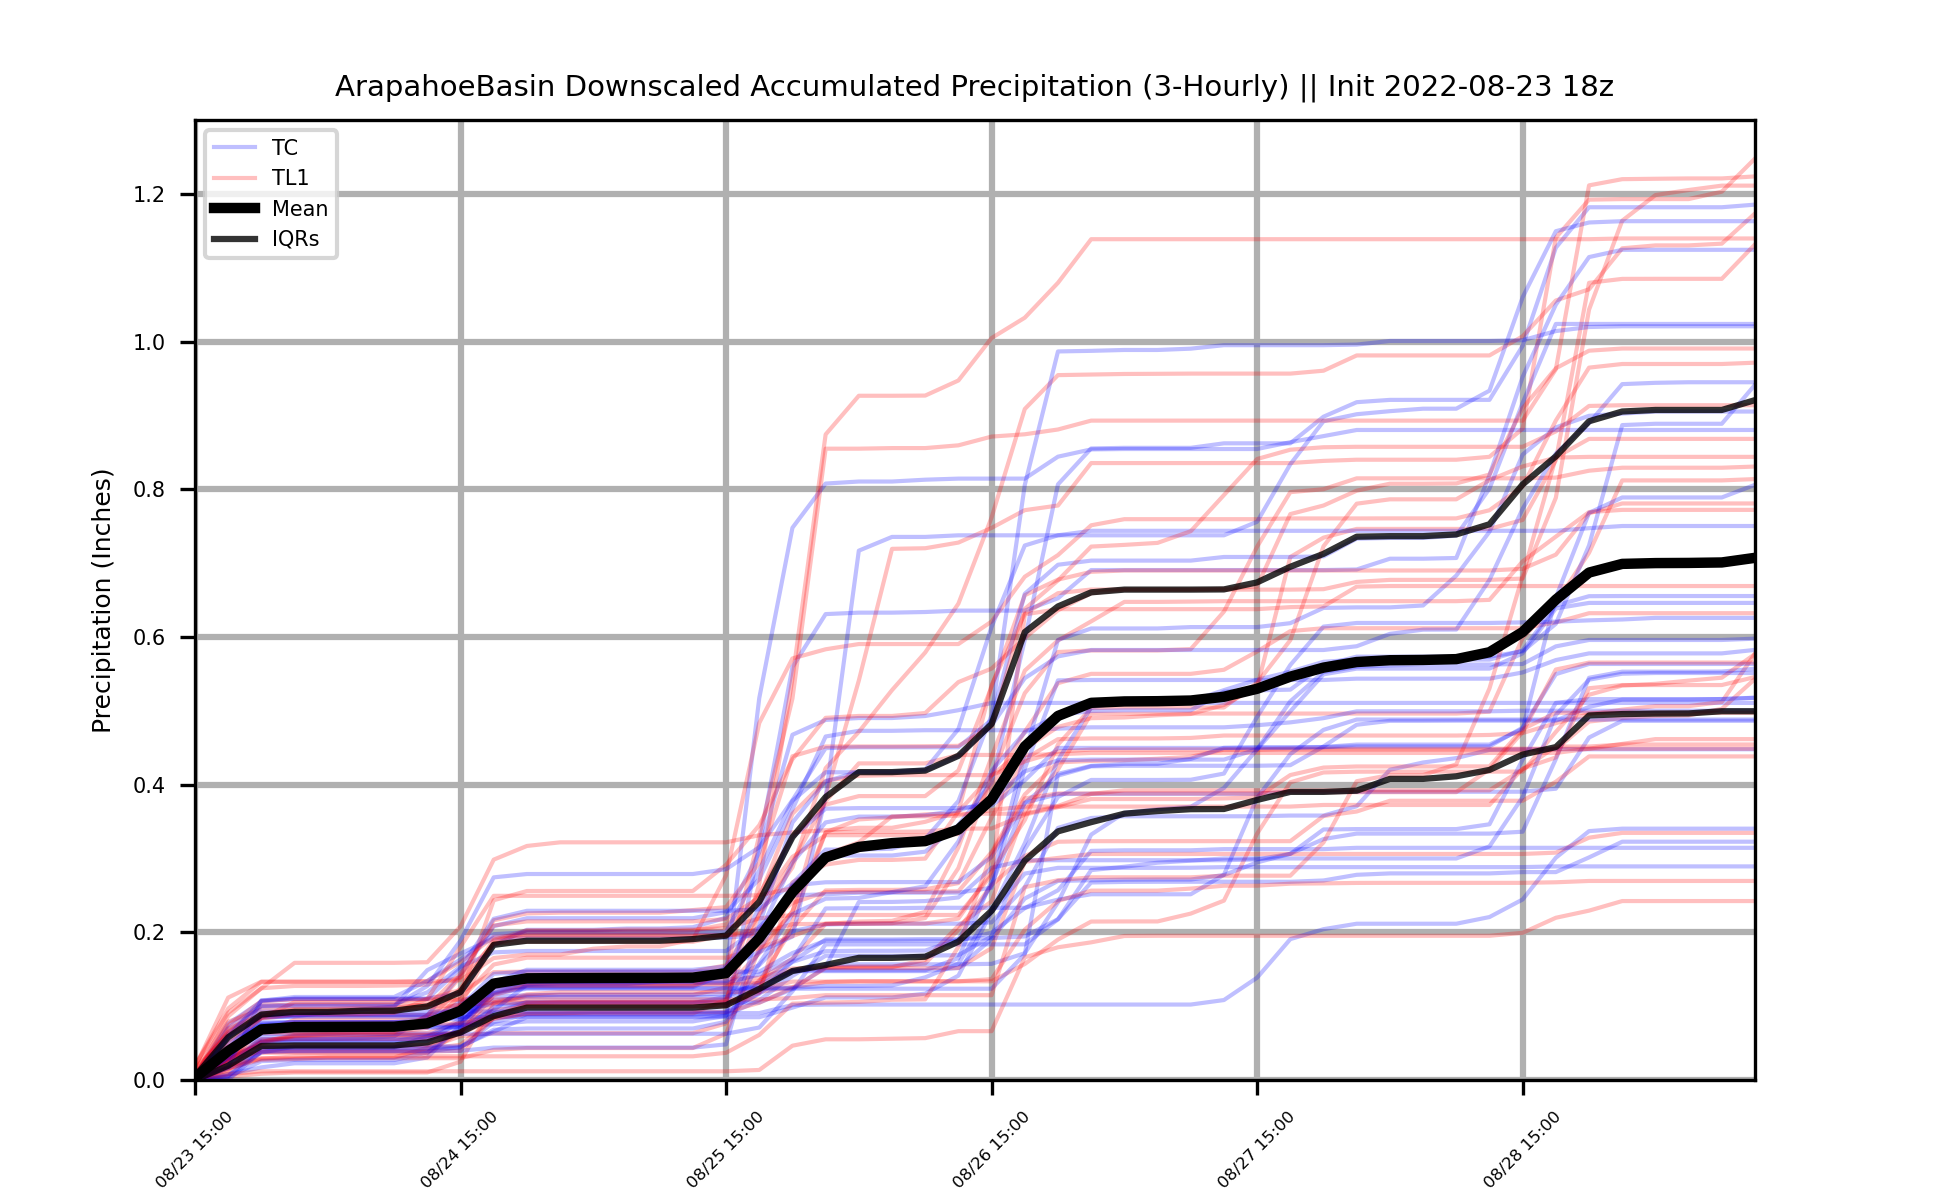 ArapahoeBasin Downscaled Accumulated Precipitation (3-Hourly) || Init 2022-08-23 18z
TC
TL1
Mean
IQRs
Precipitation (Inches)
1.2
1.0
0.8
0.6
0.4
0.2
0.0
08/23 15:00
08/24 15:00
08/25 15:00
08/26 15:00
08/27 15:00
08/28 15:00